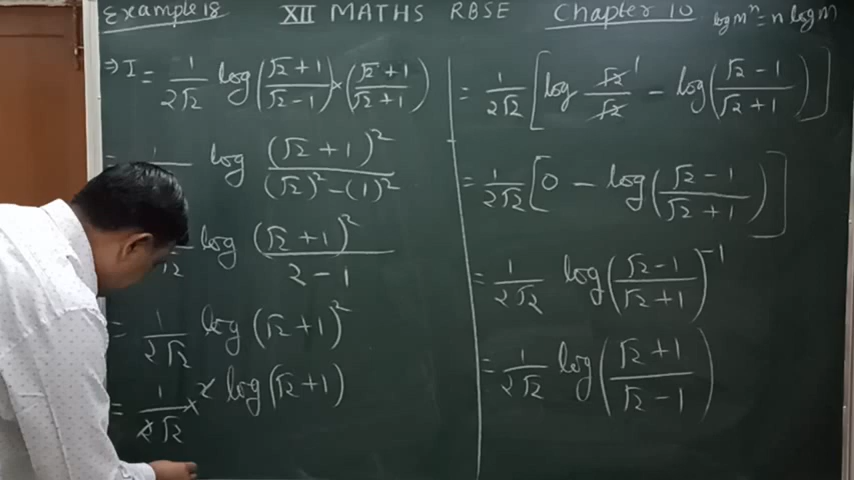 Example 18 XII MATHS RBSE Chapter 10 log mⁿ = n log m
⇒ I = 1/2√2 log((√2+1)/(√2-1)) × ((√2+1)/(√2+1))
= 1 log (√2+1)²/((√2)²-(1)²)
√2 log (√2+1)²/(2-1)
= 1/2√2 log(√2+1)²
= 1/2√2 × 2 log(√2+1)
= 1/2√2 [log √2/√2 1 - log((√2-1)/(√2+1))]
= 1/2√2 [0 - log((√2-1)/(√2+1))]
= 1/2√2 log((√2-1)/(√2+1))⁻¹
= 1/2√2 log((√2+1)/(√2-1))